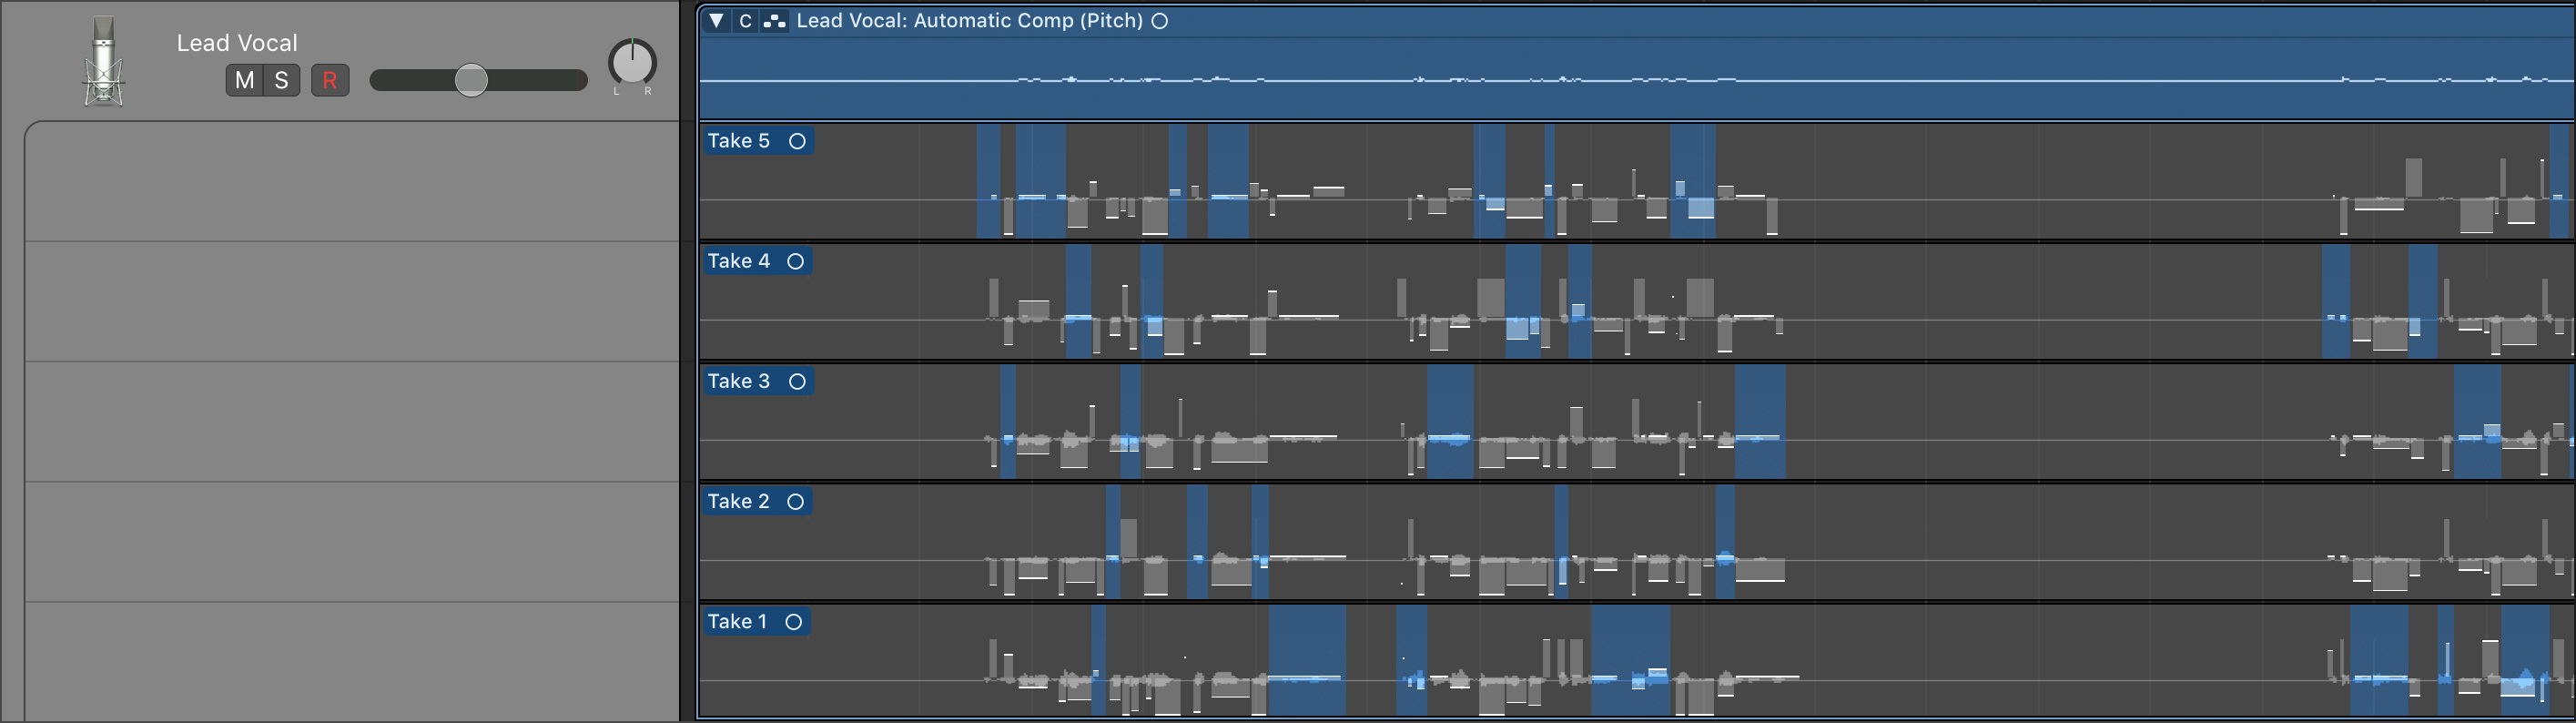 Lead Vocal
M S R
L R
C Lead Vocal: Automatic Comp (Pitch)
Take 5
Take 4
Take 3
Take 2
Take 1